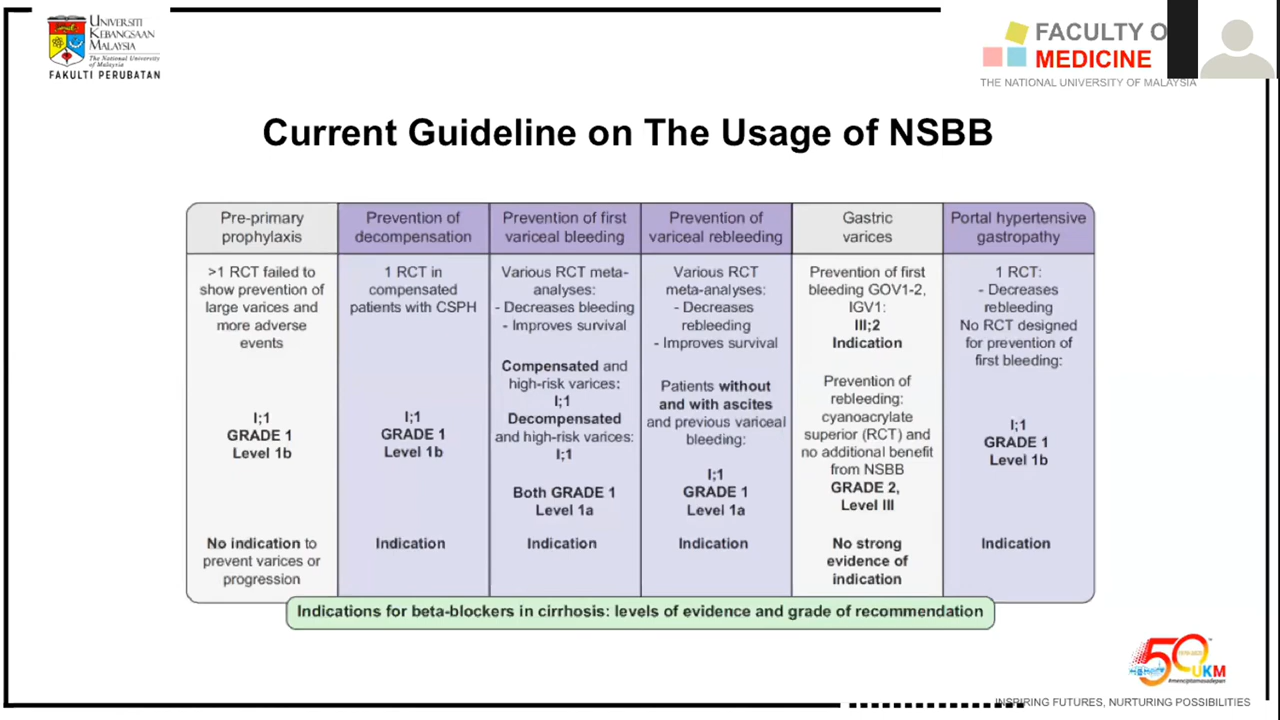 UNIVERSITI
KEBANGSAAN
MALAYSIA
The National University
of Malaysia
FAKULTI PERUBATAN
FACULTY O
MEDICINE
THE NATIONAL UNIVERSITY OF MALAYSIA
Current Guideline on The Usage of NSBB
Pre-primary
prophylaxis
>1 RCT failed to
show prevention of
large varices and
more adverse
events
I;1
GRADE 1
Level 1b
No indication to
prevent varices or
progression
Prevention of
decompensation
1 RCT in
compensated
patients with CSPH
I;1
GRADE 1
Level 1b
Indication
Prevention of first
variceal bleeding
Various RCT meta-
analyses:
- Decreases bleeding
- Improves survival
Compensated and
high-risk varices:
I;1
Decompensated
and high-risk varices:
I;1
Both GRADE 1
Level 1a
Indication
Prevention of
variceal rebleeding
Various RCT
meta-analyses:
- Decreases
rebleeding
- Improves survival
Patients without
and with ascites
and previous variceal
bleeding:
I;1
GRADE 1
Level 1a
Indication
Gastric
varices
Prevention of first
bleeding GOV1-2,
IGV1:
III;2
Indication
Prevention of
rebleeding:
cyanoacrylate
superior (RCT) and
no additional benefit
from NSBB
GRADE 2,
Level III
No strong
evidence of
indication
Portal hypertensive
gastropathy
1 RCT:
- Decreases
rebleeding
No RCT designed
for prevention of
first bleeding:
I;1
GRADE 1
Level 1b
Indication
Indications for beta-blockers in cirrhosis: levels of evidence and grade of recommendation
50
UKM
#menciptamasadepan
INSPIRING FUTURES, NURTURING POSSIBILITIES